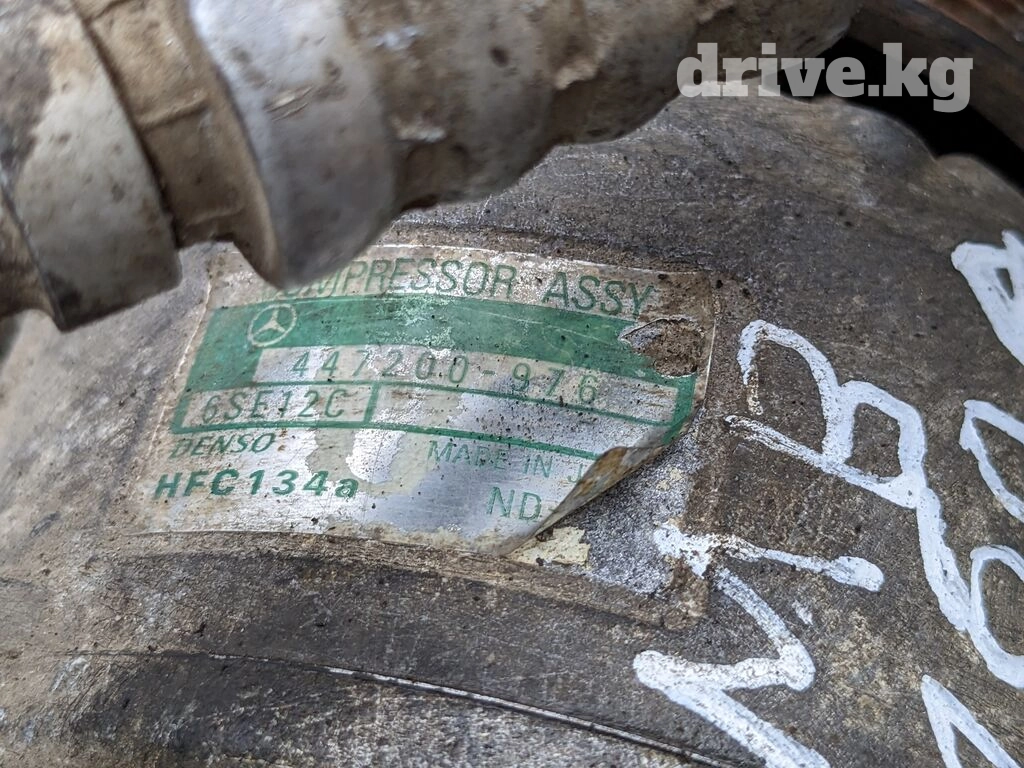 drive.kg
COMPRESSOR ASSY
447200-976
6SE12C
DENSO
MADE IN J
HFC134a
ND